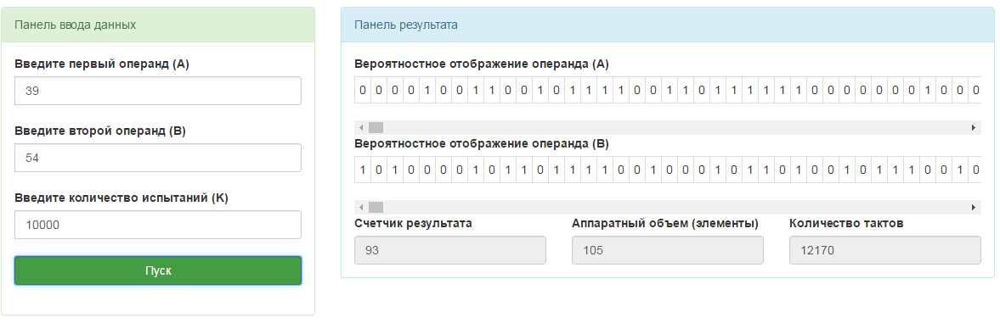 Панель ввода данных
Введите первый операнд (A)
39
Введите второй операнд (B)
54
Введите количество испытаний (K)
10000
Пуск
Панель результата
Вероятностное отображение операнда (A)
0 0 0 0 1 0 0 1 1 0 0 1 0 1 1 1 1 0 0 1 1 0 1 1 1 1 1 1 0 0 0 0 0 0 0 1 0 0 0
Вероятностное отображение операнда (B)
1 0 1 0 0 0 0 1 0 1 1 0 1 1 1 1 0 0 1 0 0 0 1 0 1 1 0 1 0 0 1 0 1 1 1 0 0 1 0
Счетчик результата
93
Аппаратный объем (элементы)
105
Количество тактов
12170